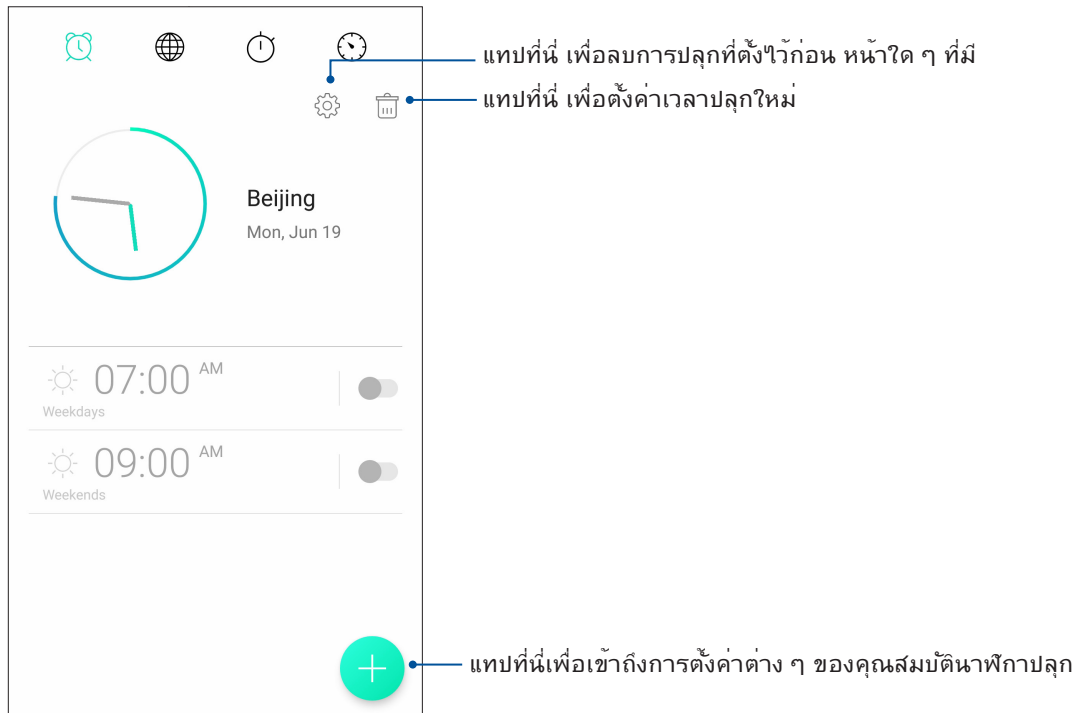 แทปที่นี่ เพื่อลบการปลุกที่ตั้งไว้ก่อน หน้าใด ๆ ที่มี
แทปที่นี่ เพื่อตั้งค่าเวลาปลุกใหม่
Beijing
Mon, Jun 19
07:00 AM
Weekdays
09:00 AM
Weekends
แทปที่นี่เพื่อเข้าถึงการตั้งค่าต่าง ๆ ของคุณสมบัตินาฬิกาปลุก